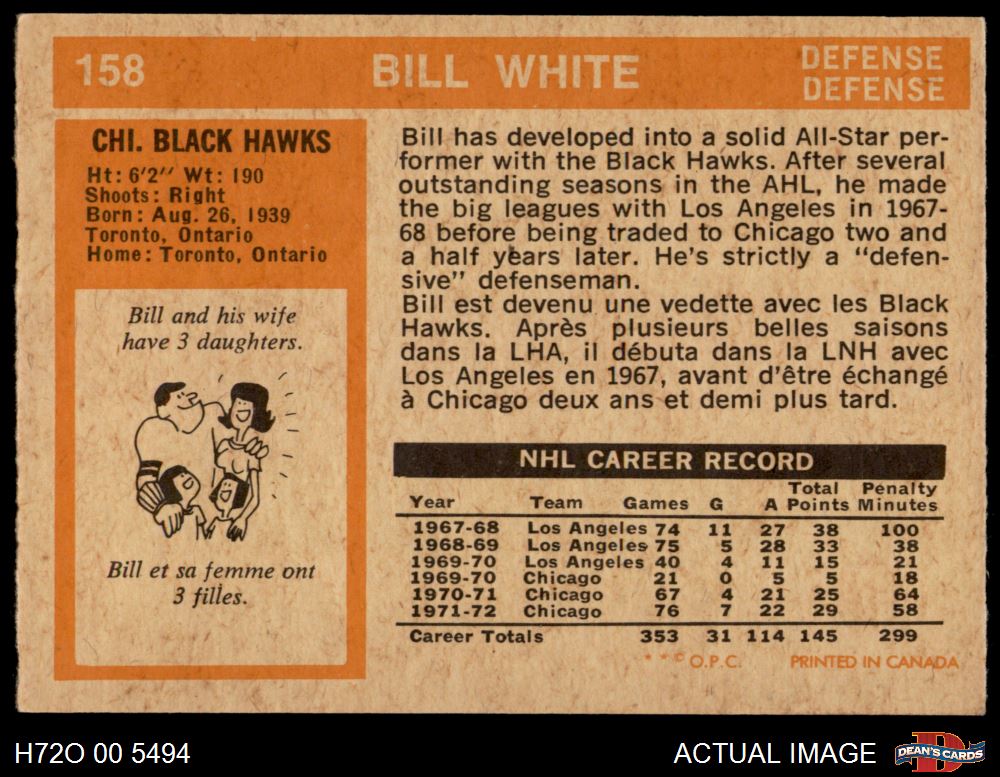 158
BILL WHITE
DEFENSE
DEFENSE
CHI. BLACK HAWKS
Ht: 6'2" Wt: 190
Shoots: Right
Born: Aug. 26, 1939
Toronto, Ontario
Home: Toronto, Ontario
Bill and his wife
have 3 daughters.
Bill et sa femme ont
3 filles.
Bill has developed into a solid All-Star per-
former with the Black Hawks. After several
outstanding seasons in the AHL, he made
the big leagues with Los Angeles in 1967-
68 before being traded to Chicago two and
a half years later. He's strictly a "defen-
sive" defenseman.
Bill est devenu une vedette avec les Black
Hawks. Après plusieurs belles saisons
dans la LHA, il débuta dans la LNH avec
Los Angeles en 1967, avant d'être échangé
à Chicago deux ans et demi plus tard.
NHL CAREER RECORD
Year Team Games G A Total Points Penalty Minutes
1967-68 Los Angeles 74 11 27 38 100
1968-69 Los Angeles 75 5 28 33 38
1969-70 Los Angeles 40 4 11 15 21
1969-70 Chicago 21 0 5 5 18
1970-71 Chicago 67 4 21 25 64
1971-72 Chicago 76 7 22 29 58
Career Totals 353 31 114 145 299
* * © O.P.C. PRINTED IN CANADA
H72O 00 5494
ACTUAL IMAGE
DEAN'S CARDS